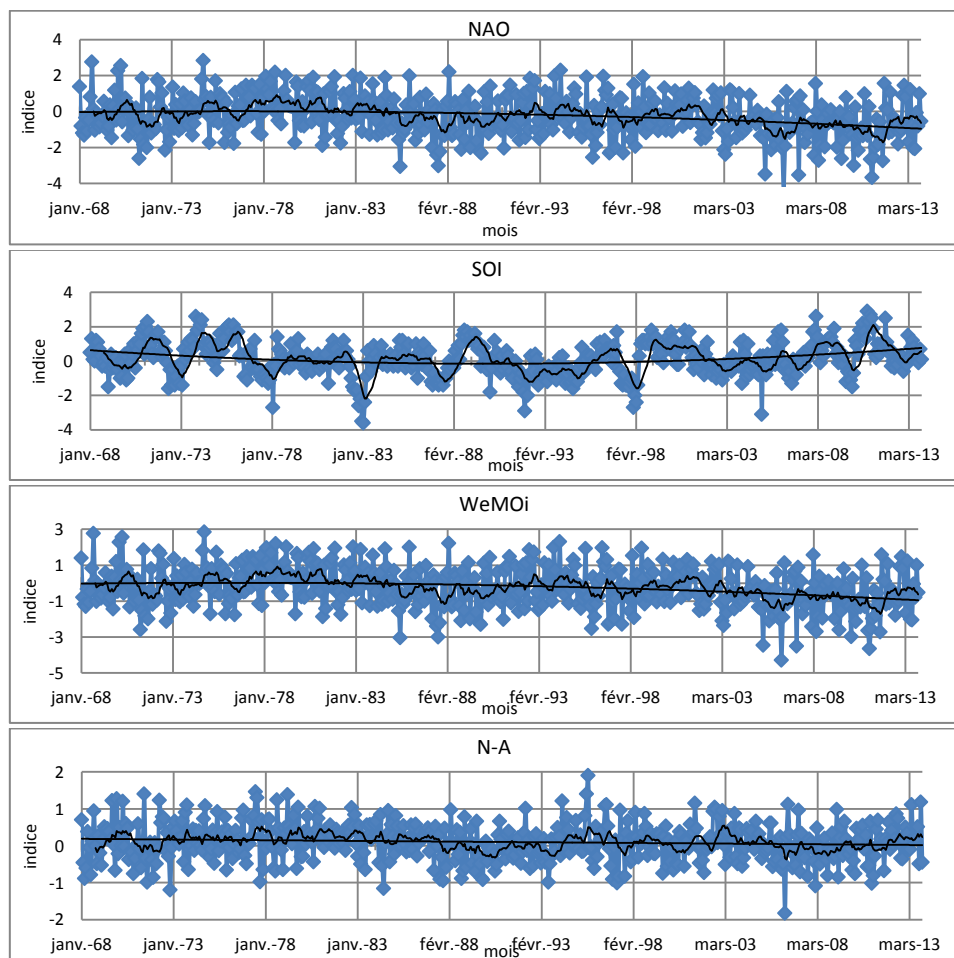 NAO
4
2
0
-2
-4
indice
janv.-68 janv.-73 janv.-78 janv.-83 févr.-88 févr.-93 févr.-98 mars-03 mars-08 mars-13
mois
SOI
4
2
0
-2
-4
indice
janv.-68 janv.-73 janv.-78 janv.-83 févr.-88 févr.-93 févr.-98 mars-03 mars-08 mars-13
mois
WeMOi
3
1
-1
-3
-5
indice
janv.-68 janv.-73 janv.-78 janv.-83 févr.-88 févr.-93 févr.-98 mars-03 mars-08 mars-13
mois
N-A
2
1
0
-1
-2
indice
janv.-68 janv.-73 janv.-78 janv.-83 févr.-88 févr.-93 févr.-98 mars-03 mars-08 mars-13
mois